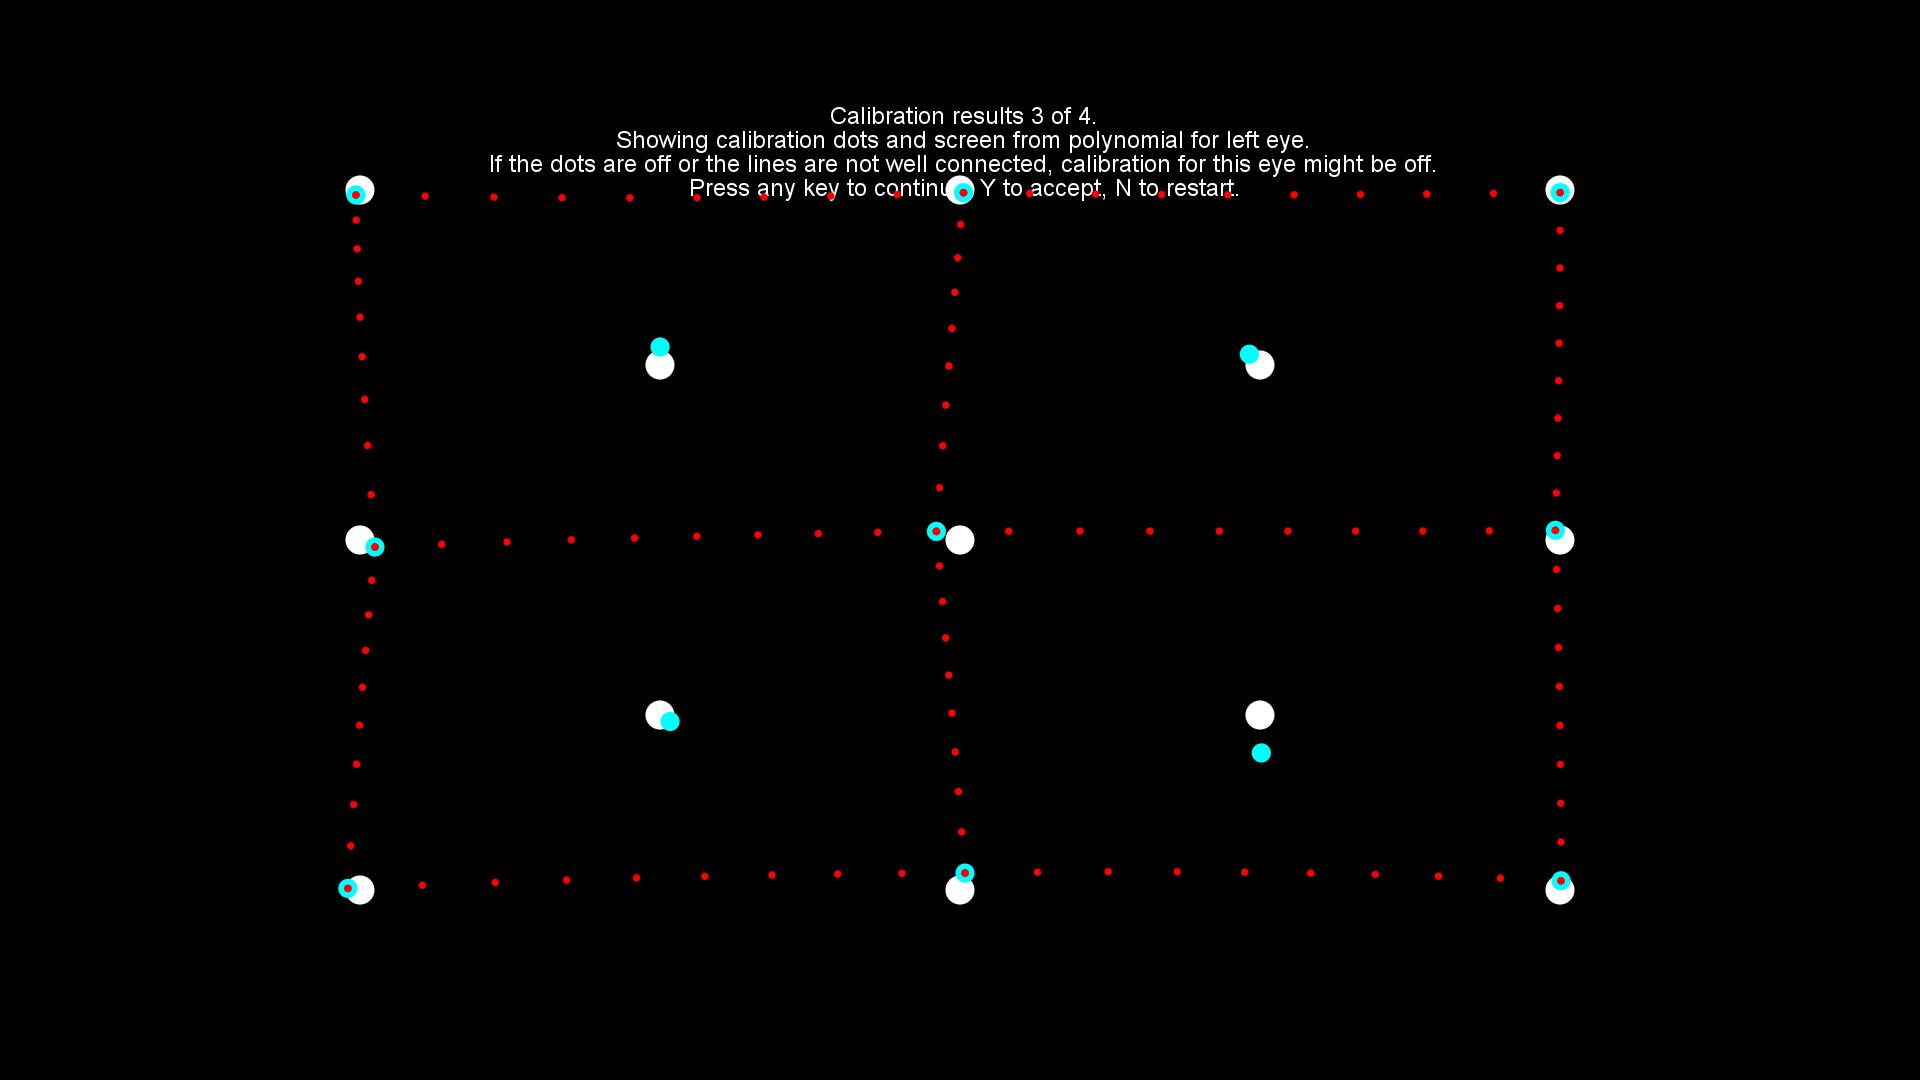 Calibration results 3 of 4.
Showing calibration dots and screen from polynomial for left eye.
If the dots are off or the lines are not well connected, calibration for this eye might be off.
Press any key to continue, Y to accept, N to restart.